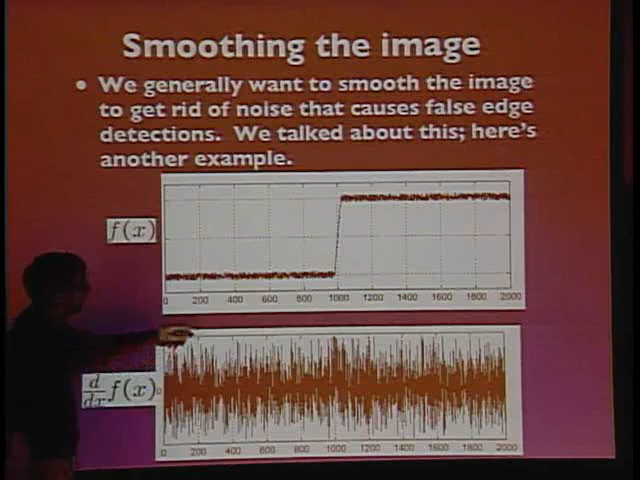 Smoothing the image
• We generally want to smooth the image
to get rid of noise that causes false edge
detections. We talked about this; here's
another example.
f(x)
0 200 400 600 800 1000 1200 1400 1600 1800 2000
d/dx f(x)
0
0 200 400 600 800 1000 1200 1400 1600 1800 2000